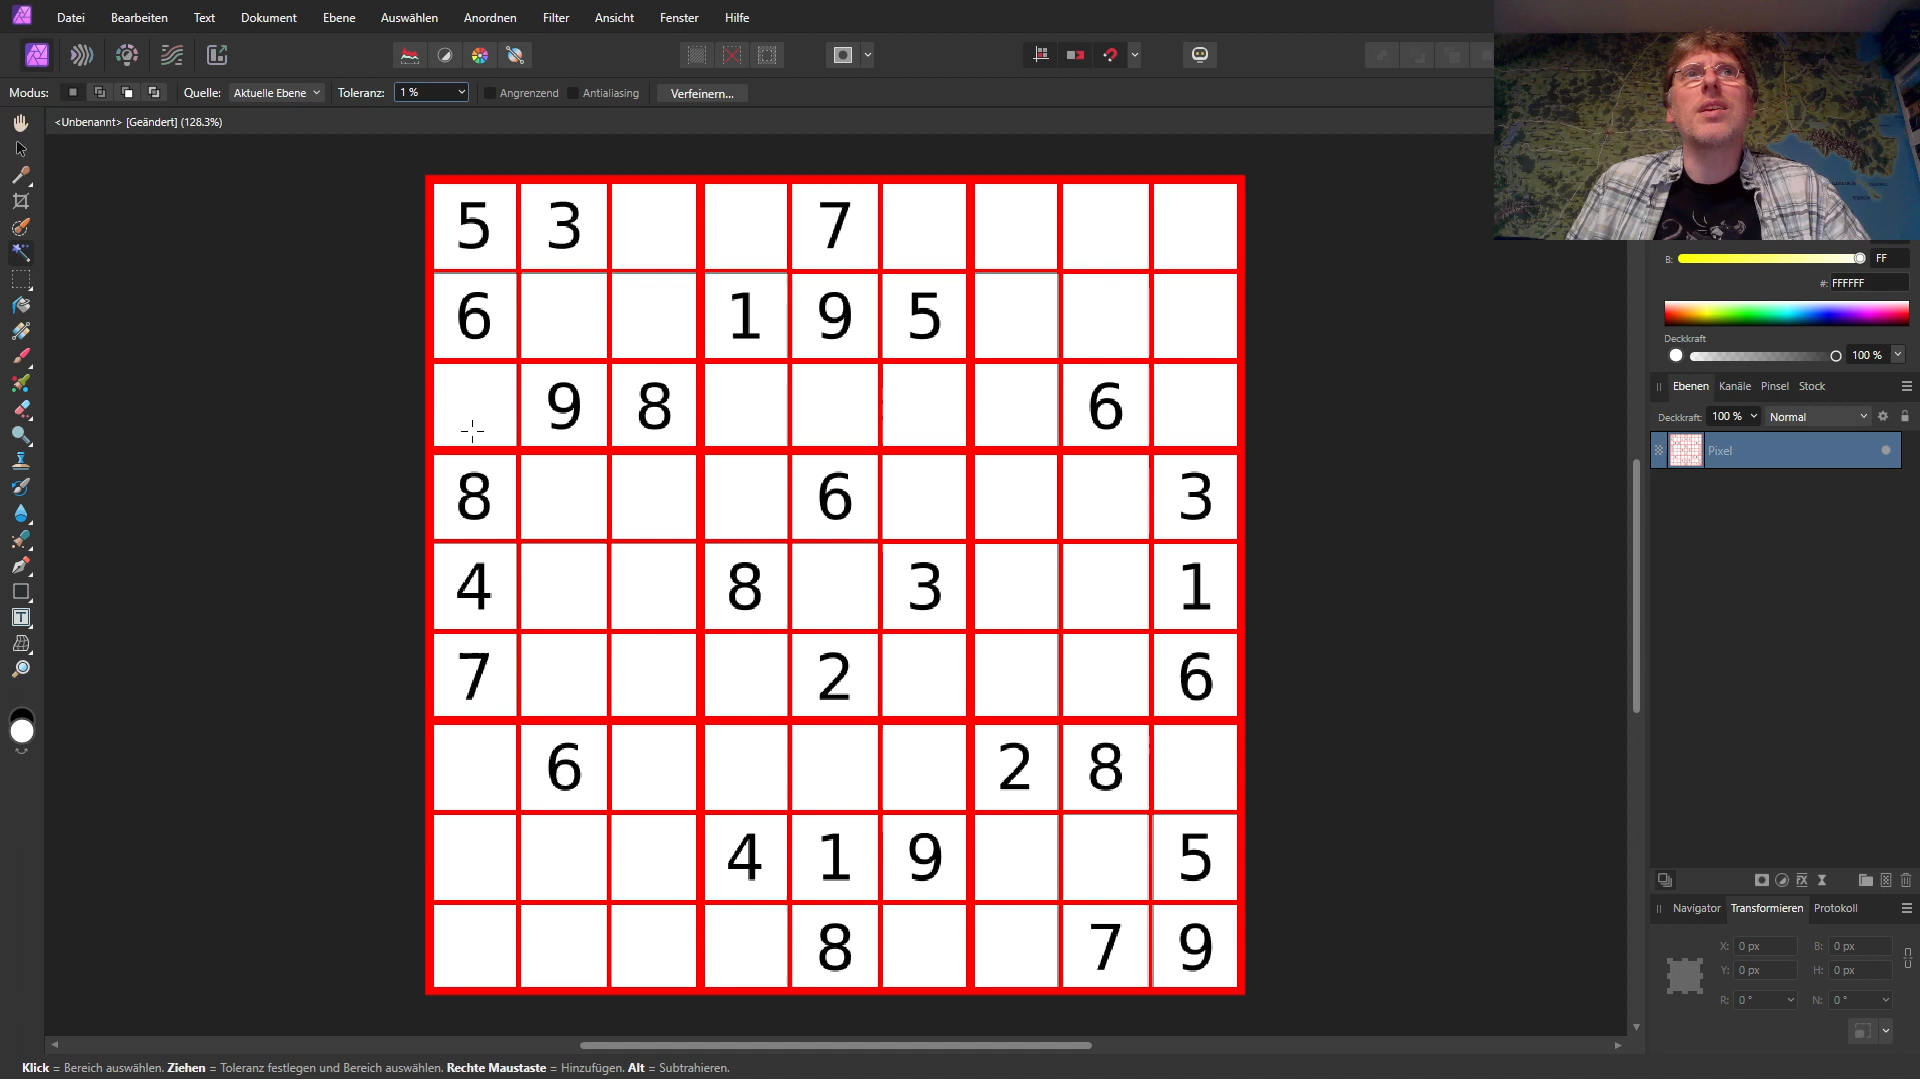 Datei Bearbeiten Text Dokument Ebene Auswählen Anordnen Filter Ansicht Fenster Hilfe
Modus: Quelle: Aktuelle Ebene Toleranz: 1 % Angrenzend Antialiasing Verfeinern...
<Unbenannt> [Geändert] (128.3%)
5 3 7
6 1 9 5
9 8 6
8 6 3
4 8 3 1
7 2 6
6 2 8
4 1 9 5
8 7 9
B: FF
#: FFFFFF
Deckkraft
100 %
Ebenen Kanäle Pinsel Stock
Deckkraft: 100 % Normal
Pixel
Navigator Transformieren Protokoll
X: 0 px B: 0 px
Y: 0 px H: 0 px
R: 0 ° N: 0 °
Klick = Bereich auswählen. Ziehen = Toleranz festlegen und Bereich auswählen. Rechte Maustaste = Hinzufügen. Alt = Subtrahieren.